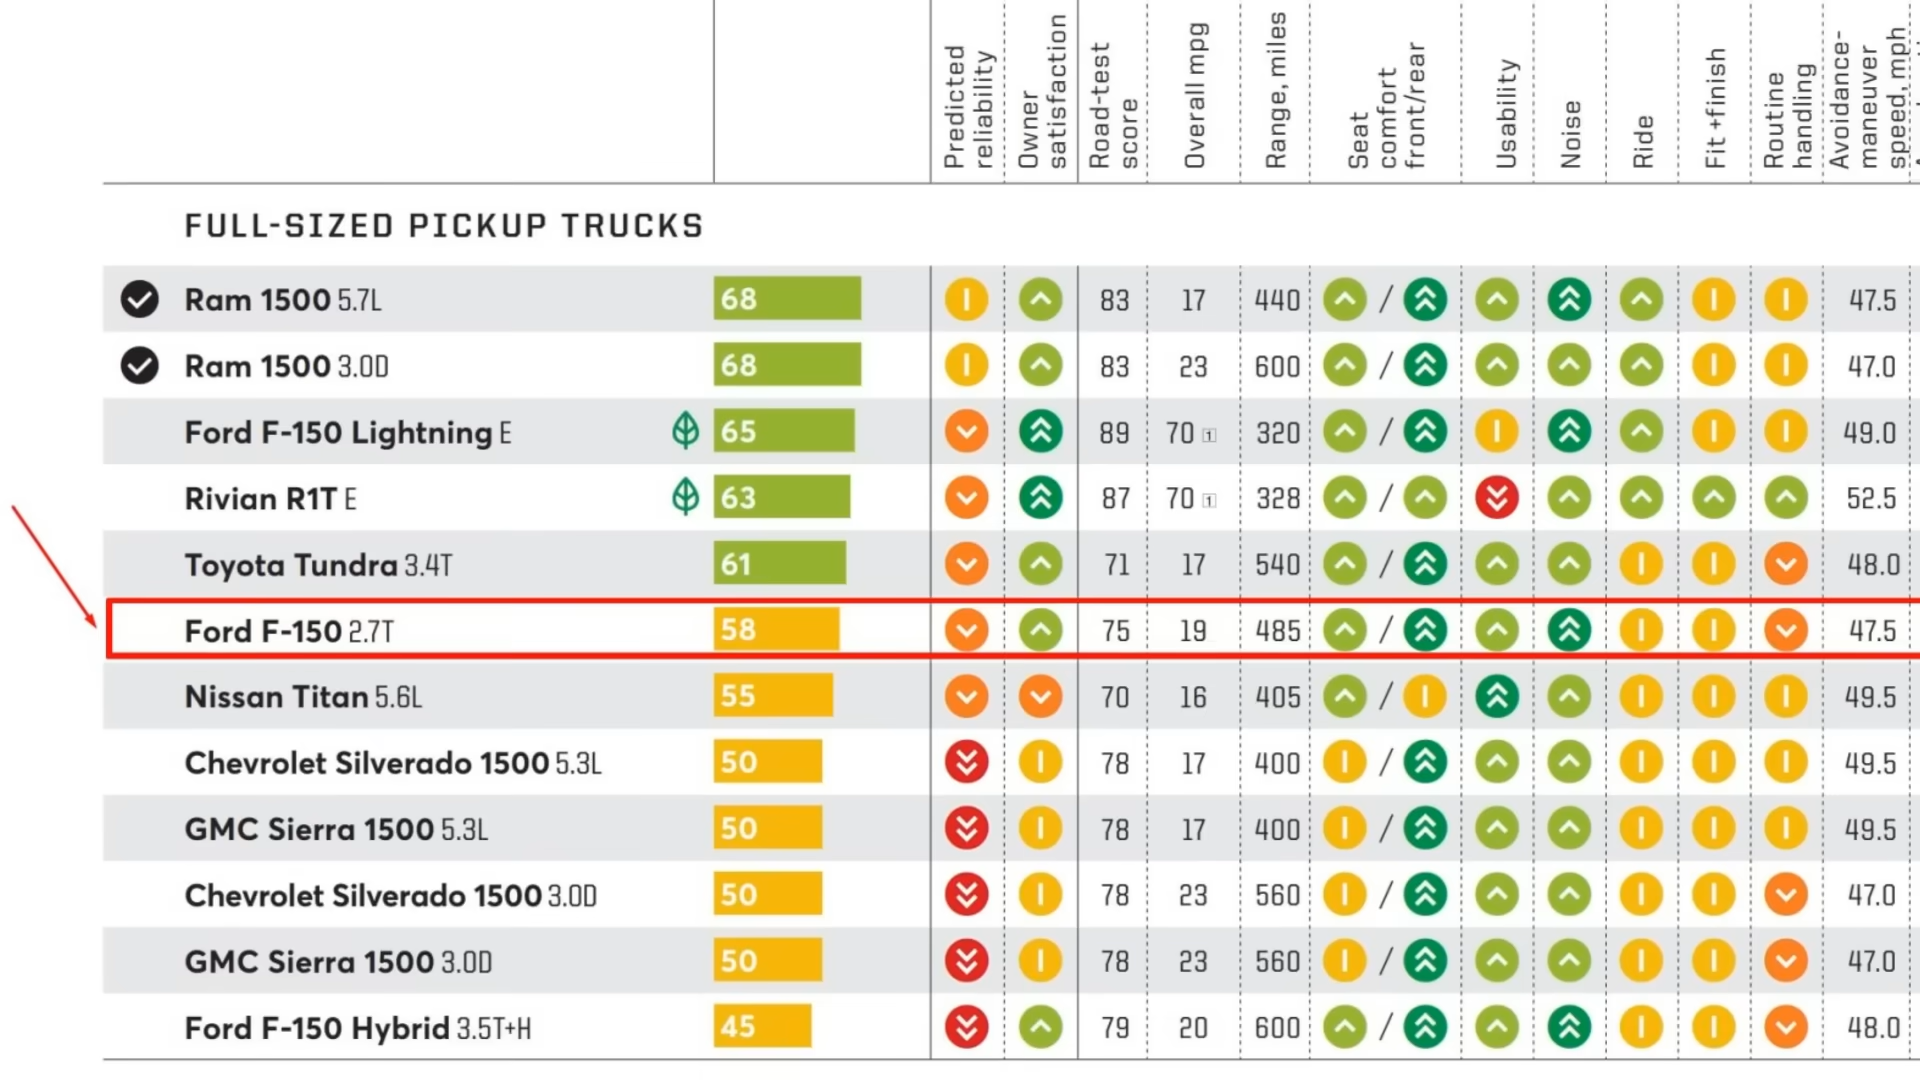 Predicted reliability
Owner satisfaction
Road-test score
Overall mpg
Range, miles
Seat comfort front/rear
Usability
Noise
Ride
Fit +finish
Routine handling
Avoidance-maneuver speed, mph
FULL-SIZED PICKUP TRUCKS
Ram 1500 5.7L 68 83 17 440 / 47.5
Ram 1500 3.0D 68 83 23 600 / 47.0
Ford F-150 Lightning E 65 89 70 1 320 / 49.0
Rivian R1T E 63 87 70 1 328 / 52.5
Toyota Tundra 3.4T 61 71 17 540 / 48.0
Ford F-150 2.7T 58 75 19 485 / 47.5
Nissan Titan 5.6L 55 70 16 405 / 49.5
Chevrolet Silverado 1500 5.3L 50 78 17 400 / 49.5
GMC Sierra 1500 5.3L 50 78 17 400 / 49.5
Chevrolet Silverado 1500 3.0D 50 78 23 560 / 47.0
GMC Sierra 1500 3.0D 50 78 23 560 / 47.0
Ford F-150 Hybrid 3.5T+H 45 79 20 600 / 48.0